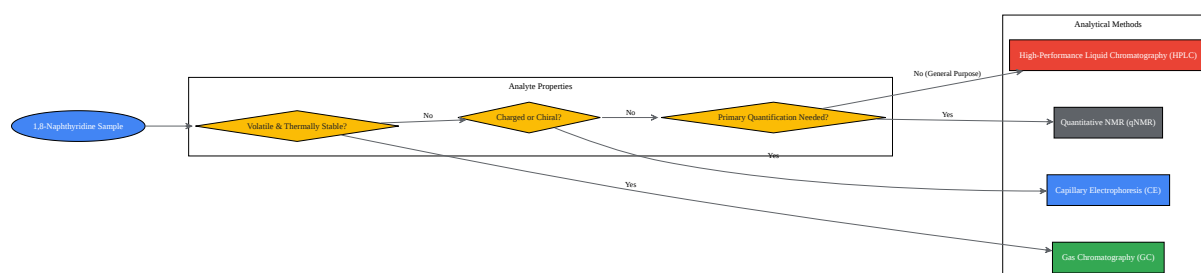 Analytical Methods
High-Performance Liquid Chromatography (HPLC)
No (General Purpose)
Analyte Properties
1,8-Naphthyridine Sample
Volatile & Thermally Stable?
No
Charged or Chiral?
No
Primary Quantification Needed?
Yes
Quantitative NMR (qNMR)
Yes
Capillary Electrophoresis (CE)
Yes
Gas Chromatography (GC)